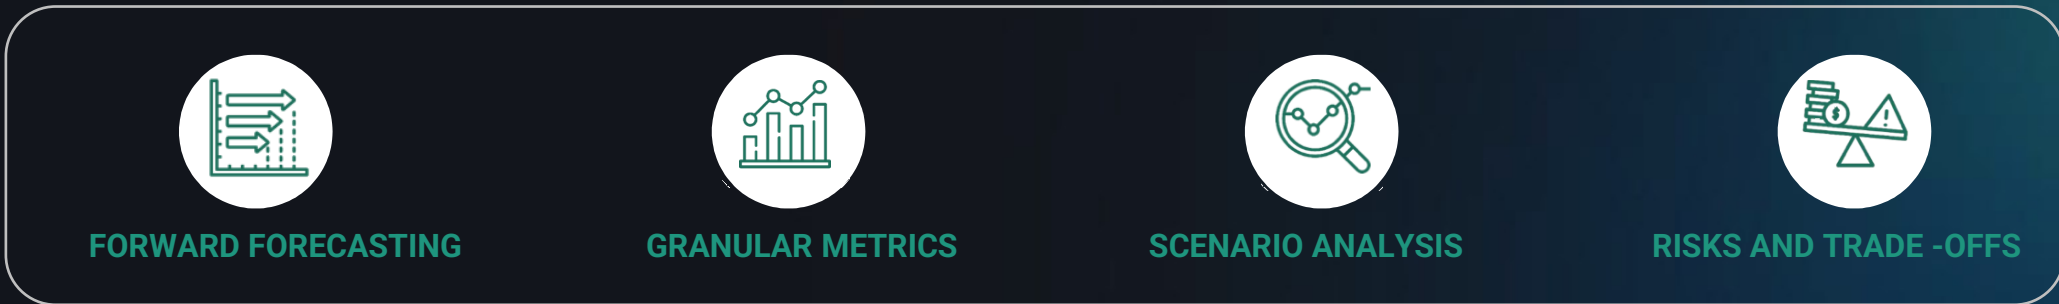 FORWARD FORECASTING
GRANULAR METRICS
SCENARIO ANALYSIS
RISKS AND TRADE -OFFS